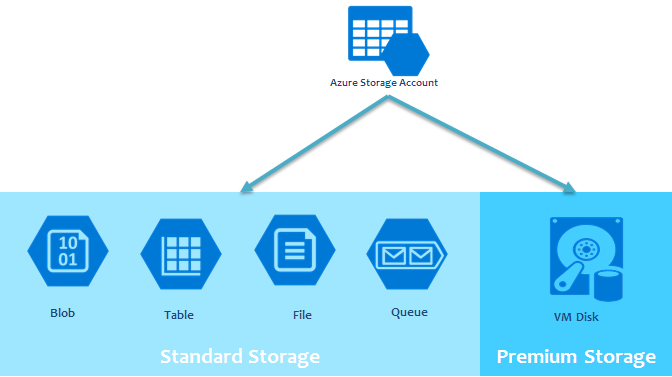 Azure Storage Account
10
01
Blob
Table
File
Queue
VM Disk
Standard Storage
Premium Storage